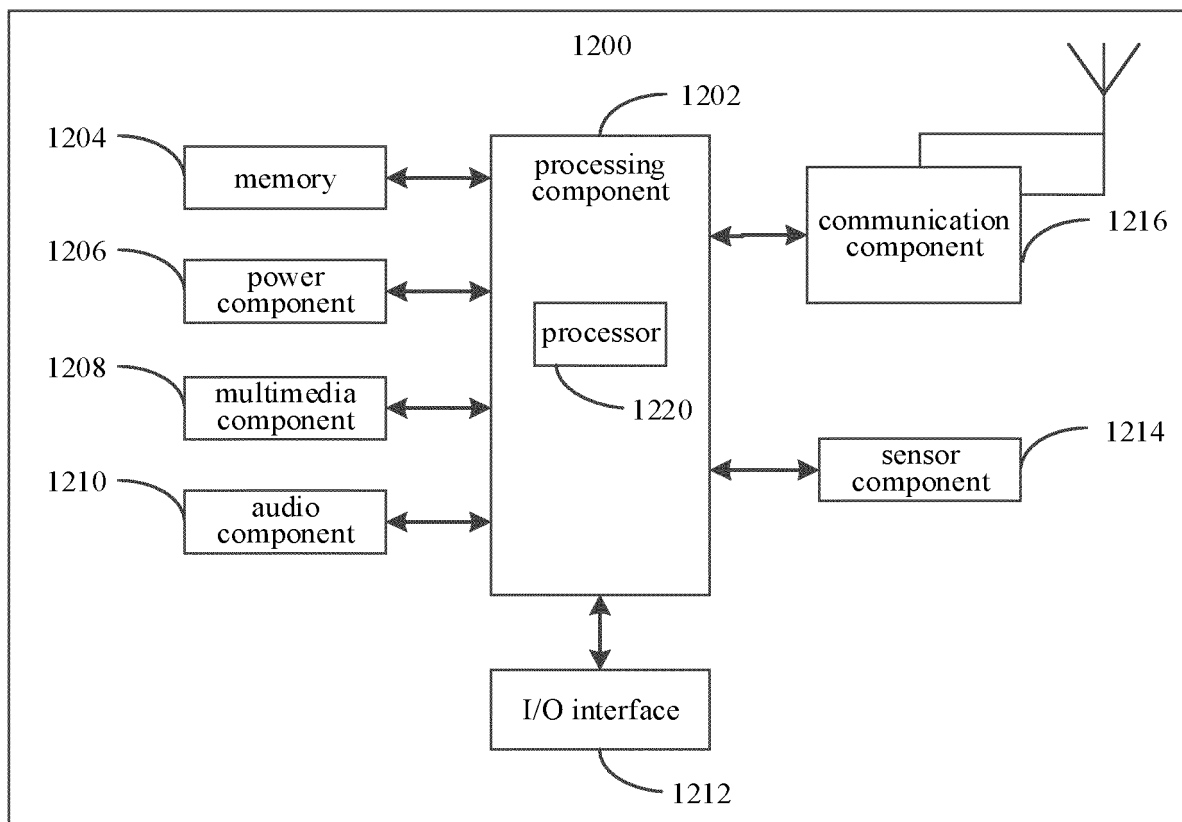 1200
1202
1204
memory
processing
component
communication
component
1216
1206
power
component
processor
1220
1208
multimedia
component
1214
sensor
component
1210
audio
component
I/O interface
1212